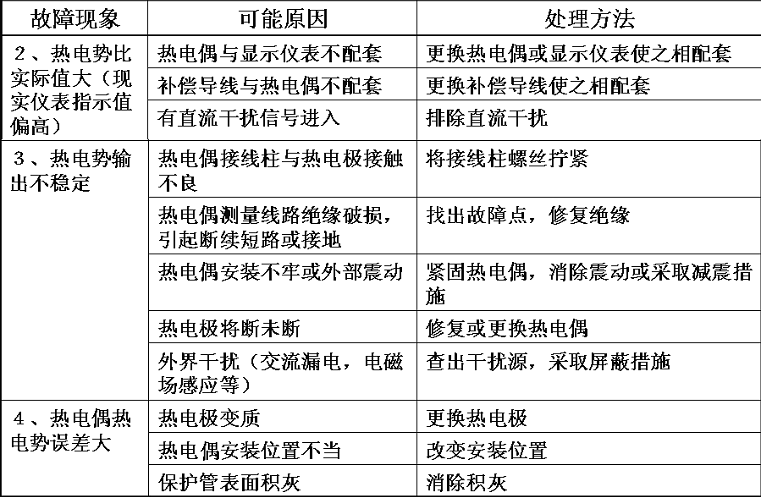 故障现象 可能原因 处理方法
2、热电势比实际值大（现实仪表指示值偏高） 热电偶与显示仪表不配套 更换热电偶或显示仪表使之相配套
补偿导线与热电偶不配套 更换补偿导线使之相配套
有直流干扰信号进入 排除直流干扰
3、热电势输出不稳定 热电偶接线柱与热电极接触不良 将接线柱螺丝拧紧
热电偶测量线路绝缘破损，引起断续短路或接地 找出故障点，修复绝缘
热电偶安装不牢或外部震动 紧固热电偶，消除震动或采取减震措施
热电极将断未断 修复或更换热电偶
外界干扰（交流漏电，电磁场感应等） 查出干扰源，采取屏蔽措施
4、热电偶热电势误差大 热电极变质 更换热电极
热电偶安装位置不当 改变安装位置
保护管表面积灰 消除积灰